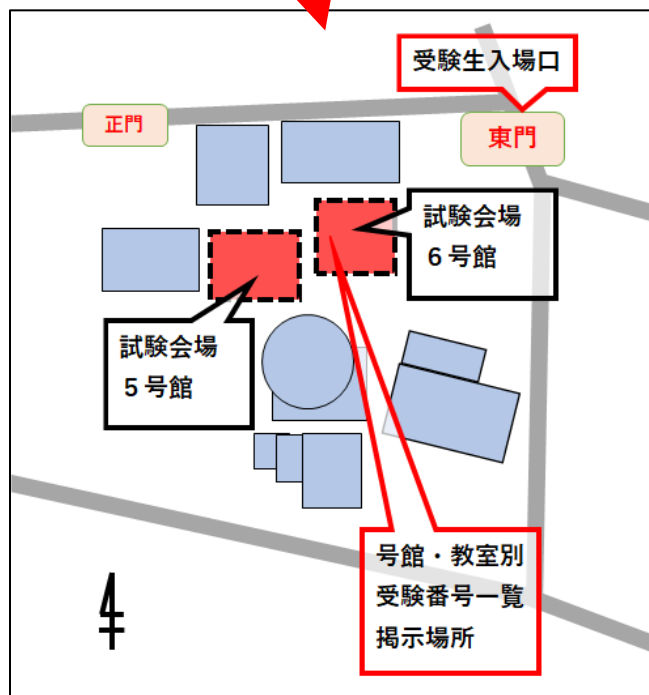 受験生入場口
正門
東門
試験会場
６号館
試験会場
５号館
号館・教室別
受験番号一覧
掲示場所